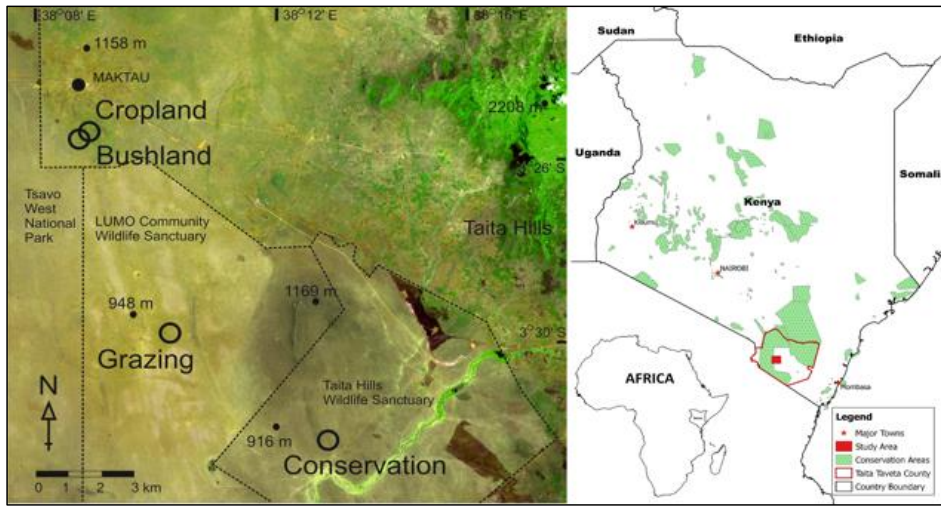 38°08' E
38°12' E
38°16' E
1158 m
MAKTAU
Cropland
Bushland
2208 m
3°26' S
Tsavo
West
National
Park
LUMO Community
Wildlife Sanctuary
Taita Hills
948 m
1169 m
3°30' S
Grazing
N
Taita Hills
Wildlife Sanctuary
916 m
Conservation
0 1 2 3 km
Sudan
Ethiopia
Uganda
Somali
Kenya
Kisumu
NAIROBI
Mombasa
AFRICA
Kenya
Legend
Major Towns
Study Area
Conservation Areas
Taita Taveta County
Country Boundary